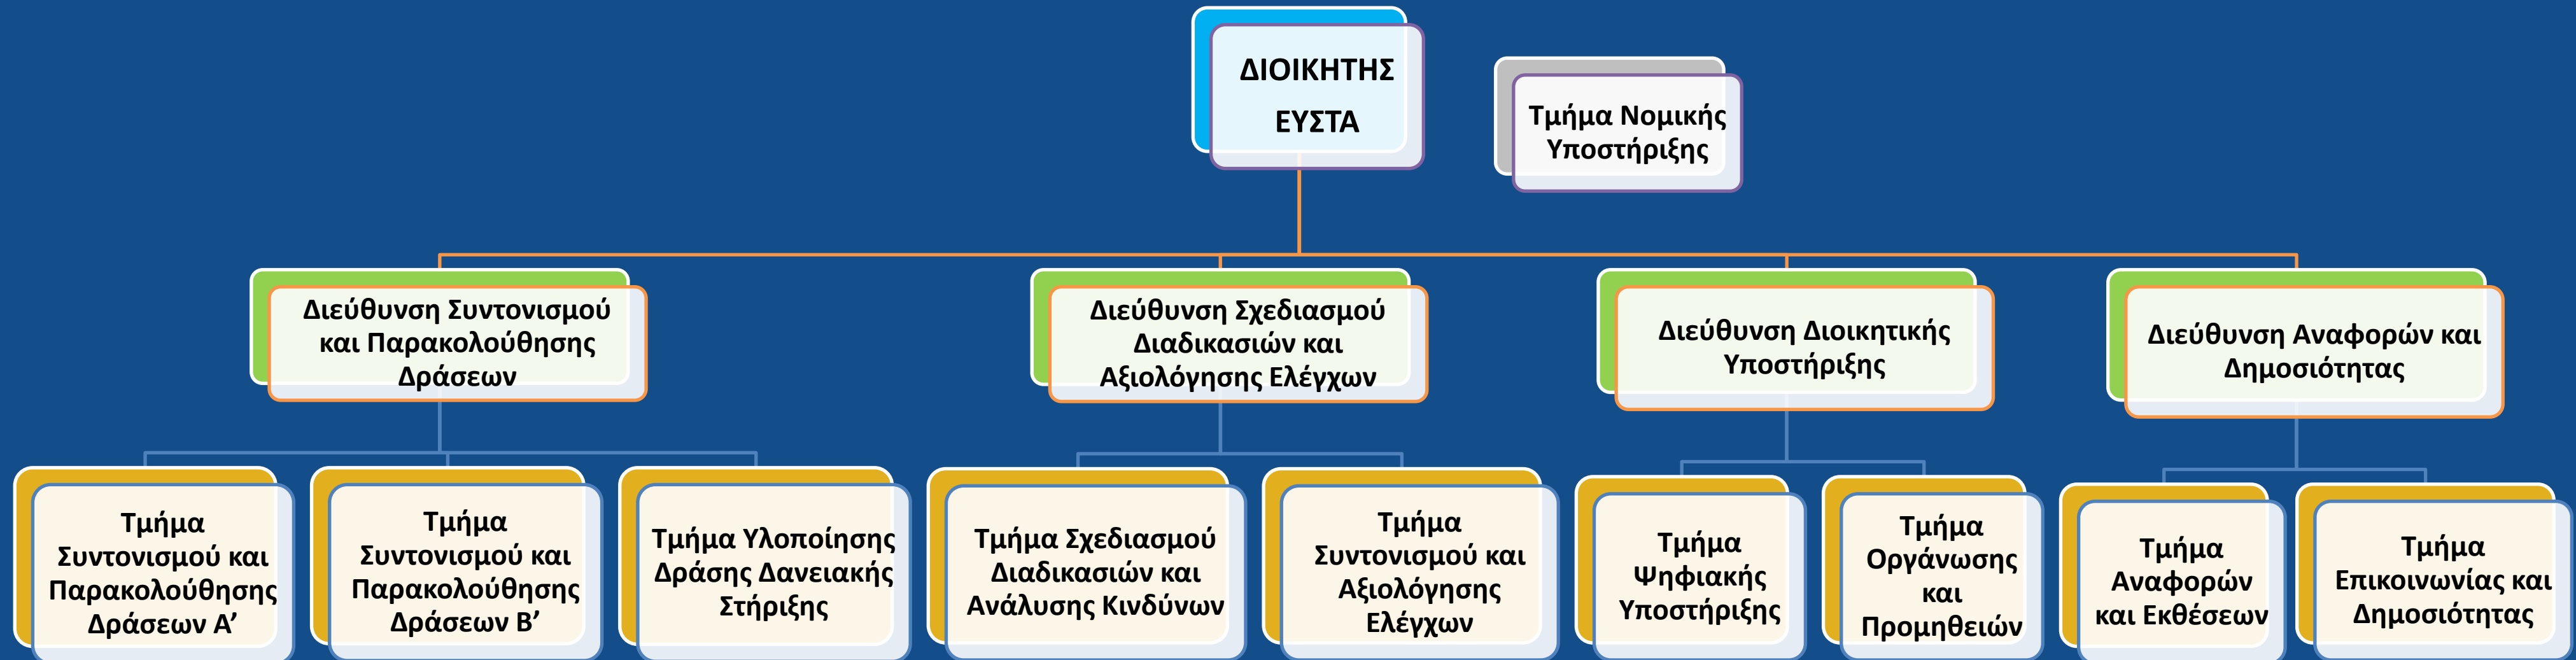 ΔΙΟΙΚΗΤΗΣ
ΕΥΣΤΑ
Τμήμα Νομικής
Υποστήριξης
Διεύθυνση Συντονισμού
και Παρακολούθησης
Δράσεων
Διεύθυνση Σχεδιασμού
Διαδικασιών και
Αξιολόγησης Ελέγχων
Διεύθυνση Διοικητικής
Υποστήριξης
Διεύθυνση Αναφορών και
Δημοσιότητας
Τμήμα
Συντονισμού και
Παρακολούθησης
Δράσεων Α’
Τμήμα
Συντονισμού και
Παρακολούθησης
Δράσεων Β’
Τμήμα Υλοποίησης
Δράσης Δανειακής
Στήριξης
Τμήμα Σχεδιασμού
Διαδικασιών και
Ανάλυσης Κινδύνων
Τμήμα
Συντονισμού και
Αξιολόγησης
Ελέγχων
Τμήμα
Ψηφιακής
Υποστήριξης
Τμήμα
Οργάνωσης
και
Προμηθειών
Τμήμα
Αναφορών
και Εκθέσεων
Τμήμα
Επικοινωνίας και
Δημοσιότητας